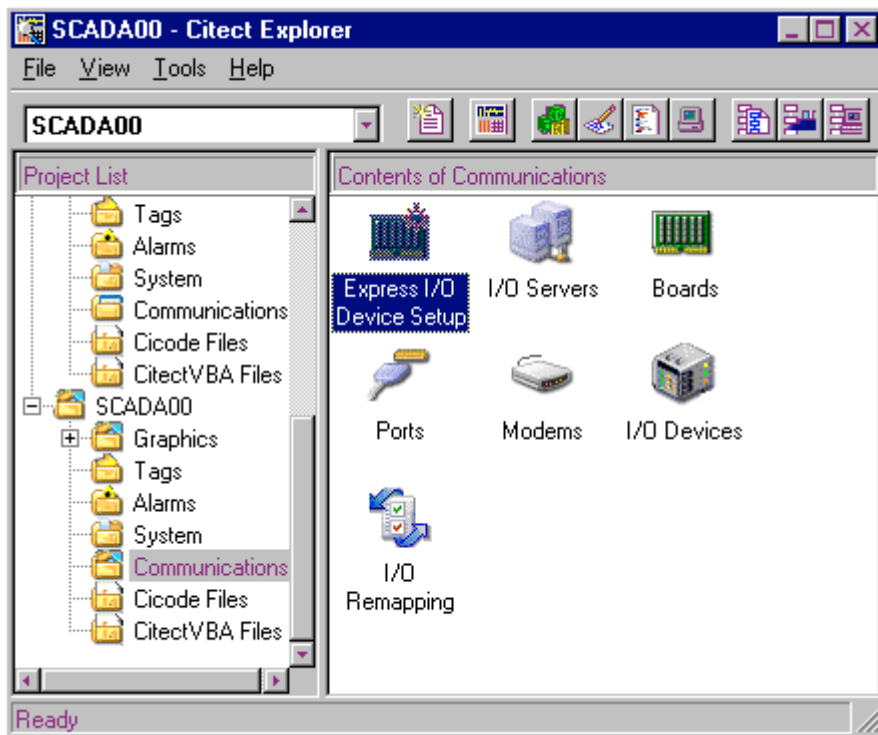 SCADA00 - Citect Explorer
File View Tools Help
SCADA00
Project List
Tags
Alarms
System
Communications
Cicode Files
CitectVBA Files
SCADA00
Graphics
Tags
Alarms
System
Communications
Cicode Files
CitectVBA Files
Contents of Communications
Express I/O
Device Setup
I/O Servers
Boards
Ports
Modems
I/O Devices
I/O
Remapping
Ready